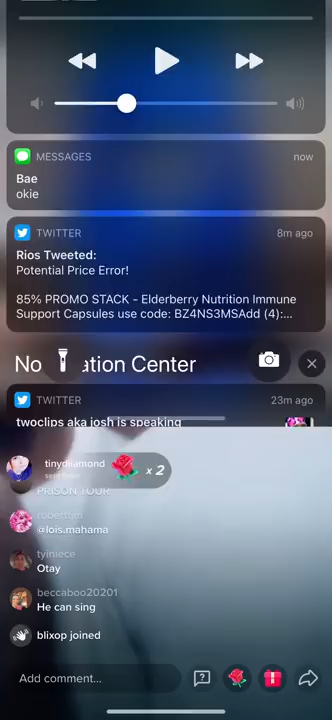 MESSAGES now
Bae
okie
TWITTER 8m ago
Rios Tweeted:
Potential Price Error!
85% PROMO STACK - Elderberry Nutrition Immune
Support Capsules use code: BZ4NS3MSAdd (4):...
No ation Center
TWITTER 23m ago
twoclips aka josh is speaking
tinydiiamond
x 2
PRISON TOUR
@lois.mahama
tyiniece
Otay
beccaboo20201
He can sing
blixop joined
Add comment...